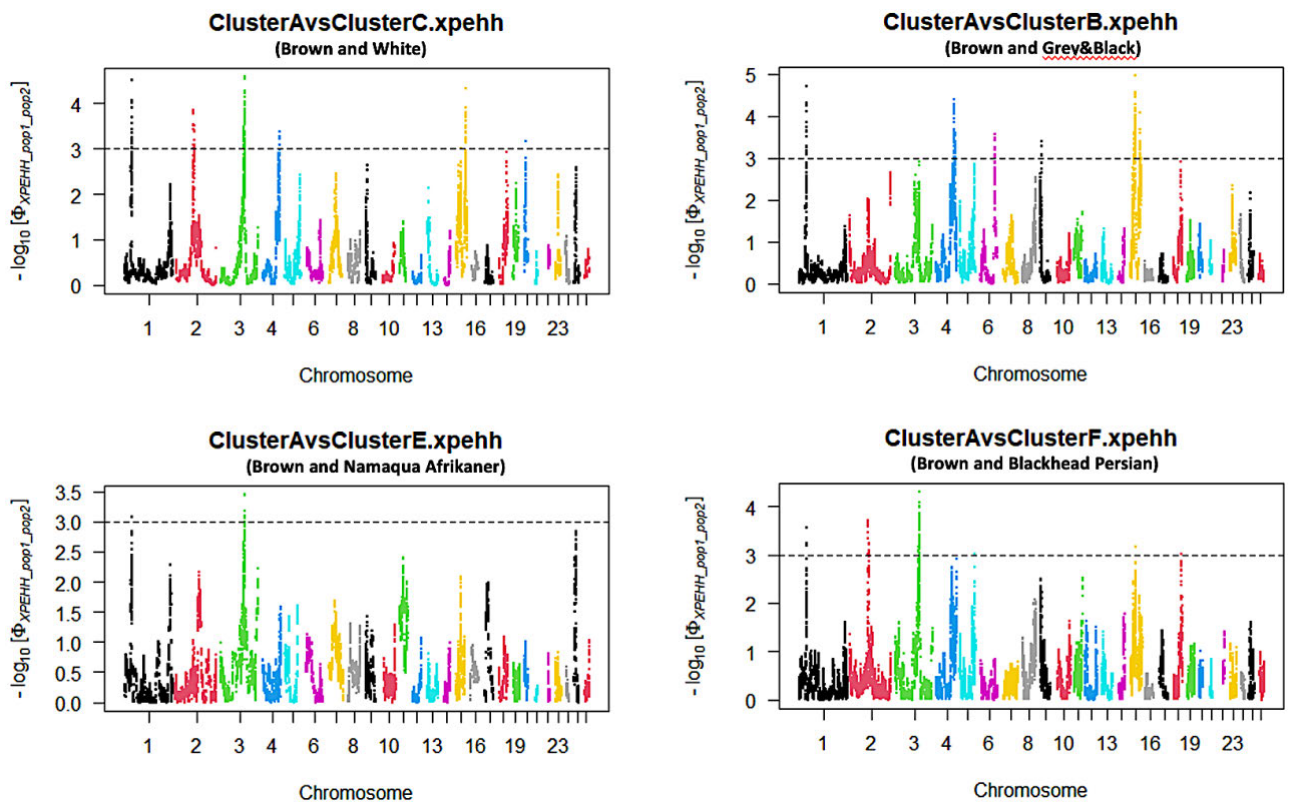 ClusterAvsClusterC.xpehh
(Brown and White)
- log10 [ΦXPEHH_pop1_pop2]
4
3
2
1
0
1 2 3 4 6 8 10 13 16 19 23
Chromosome
ClusterAvsClusterB.xpehh
(Brown and Grey&Black)
- log10 [ΦXPEHH_pop1_pop2]
5
4
3
2
1
0
1 2 3 4 6 8 10 13 16 19 23
Chromosome
ClusterAvsClusterE.xpehh
(Brown and Namaqua Afrikaner)
- log10 [ΦXPEHH_pop1_pop2]
3.5
3.0
2.5
2.0
1.5
1.0
0.5
0.0
1 2 3 4 6 8 10 13 16 19 23
Chromosome
ClusterAvsClusterF.xpehh
(Brown and Blackhead Persian)
- log10 [ΦXPEHH_pop1_pop2]
4
3
2
1
0
1 2 3 4 6 8 10 13 16 19 23
Chromosome